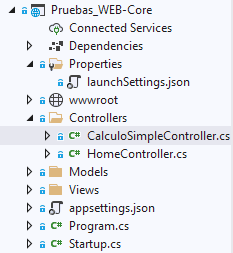 Pruebas_WEB-Core
Connected Services
Dependencies
Properties
launchSettings.json
wwwroot
Controllers
C# CalculoSimpleController.cs
C# HomeController.cs
Models
Views
appsettings.json
C# Program.cs
C# Startup.cs